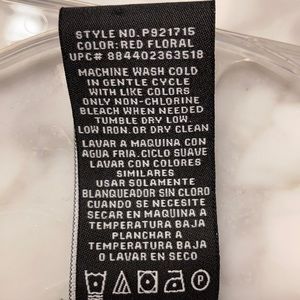 STYLE NO. P921715
COLOR: RED FLORAL
UPC# 884402363518
MACHINE WASH COLD
IN GENTLE CYCLE
WITH LIKE COLORS
ONLY NON-CHLORINE
BLEACH WHEN NEEDED
TUMBLE DRY LOW.
LOW IRON. OR DRY CLEAN
LAVAR A MAQUINA CON
AGUA FRIA. CICLO SUAVE
LAVAR CON COLORES
SIMILARES
USAR SOLAMENTE
BLANQUEADOR SIN CLORO
CUANDO SE NECESITE
SECAR EN MAQUINA A
TEMPERATURA BAJA
PLANCHAR A
TEMPERATURA BAJA
O LAVAR EN SECO
P